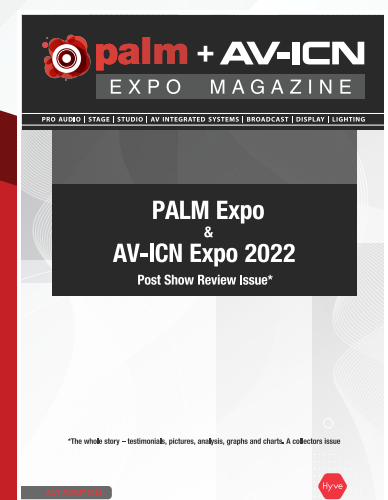 palm + AV-ICN
EXPO MAGAZINE
PRO AUDIO | STAGE | STUDIO | AV INTEGRATED SYSTEMS | BROADCAST | DISPLAY | LIGHTING
PALM Expo
&
AV-ICN Expo 2022
Post Show Review Issue*
*The whole story – testimonials, pictures, analysis, graphs and charts. A collectors issue
Hyve